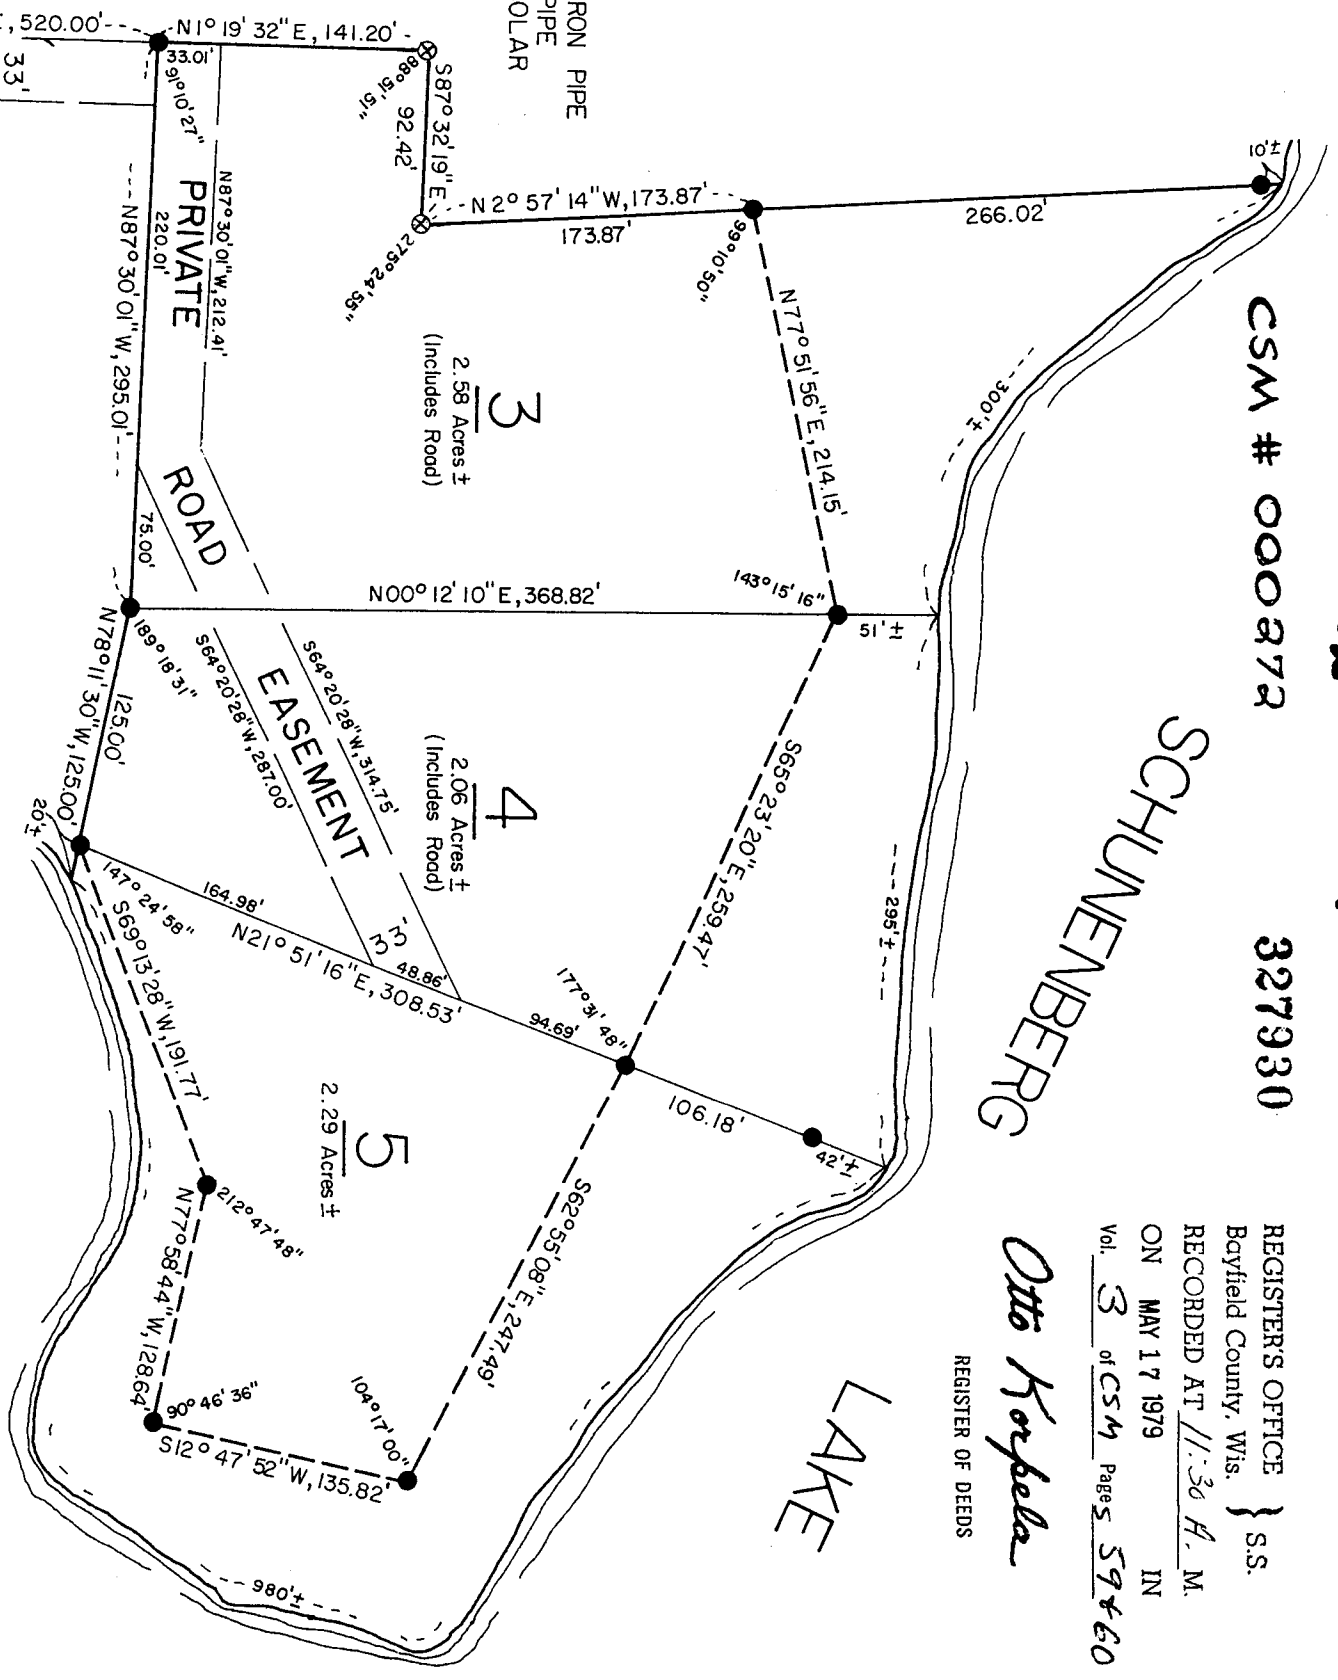 RON PIPE
PIPE
OLAR
CSM # 000272
327930
REGISTER'S OFFICE
Bayfield County, Wis. } S.S.
RECORDED AT 11:30 A. M.
ON MAY 17 1979 IN
Vol. 3 of CSM Pages 59 & 60
Otto Korpela
REGISTER OF DEEDS
SCHUNENBERG
LAKE
,520.00'
33'
N1°19'32"E, 141.20'
33.01'
91°10'27"
88°51'51"
S87°32'19"E
92.42'
N2°57'14"W, 173.87'
173.87'
275°24'55"
99°10'50"
266.02'
10'±
300'±
N77°51'56"E, 214.15'
143°15'16"
51'±
N00°12'10"E, 368.82'
3
2.58 Acres±
(Includes Road)
PRIVATE
ROAD
EASEMENT
N87°30'01"W, 212.41'
220.01'
N87°30'01"W, 295.01'
75.00'
189°18'31"
125.00'
N78°11'30"W, 125.00'
20'±
S64°20'28"W, 314.75'
S64°20'28"W, 287.00'
33'
4
2.06 Acres±
(Includes Road)
S65°23'20"E, 259.47'
295'±
177°31'48"
147°24'58"
164.98'
48.86'
94.69'
N21°51'16"E, 308.53'
106.18'
42'±
5
2.29 Acres±
S69°13'28"W, 191.77'
212°47'48"
N77°58'44"W, 128.64'
90°46'36"
S12°47'52"W, 135.82'
104°17'00"
S62°55'08"E, 247.49'
980'±